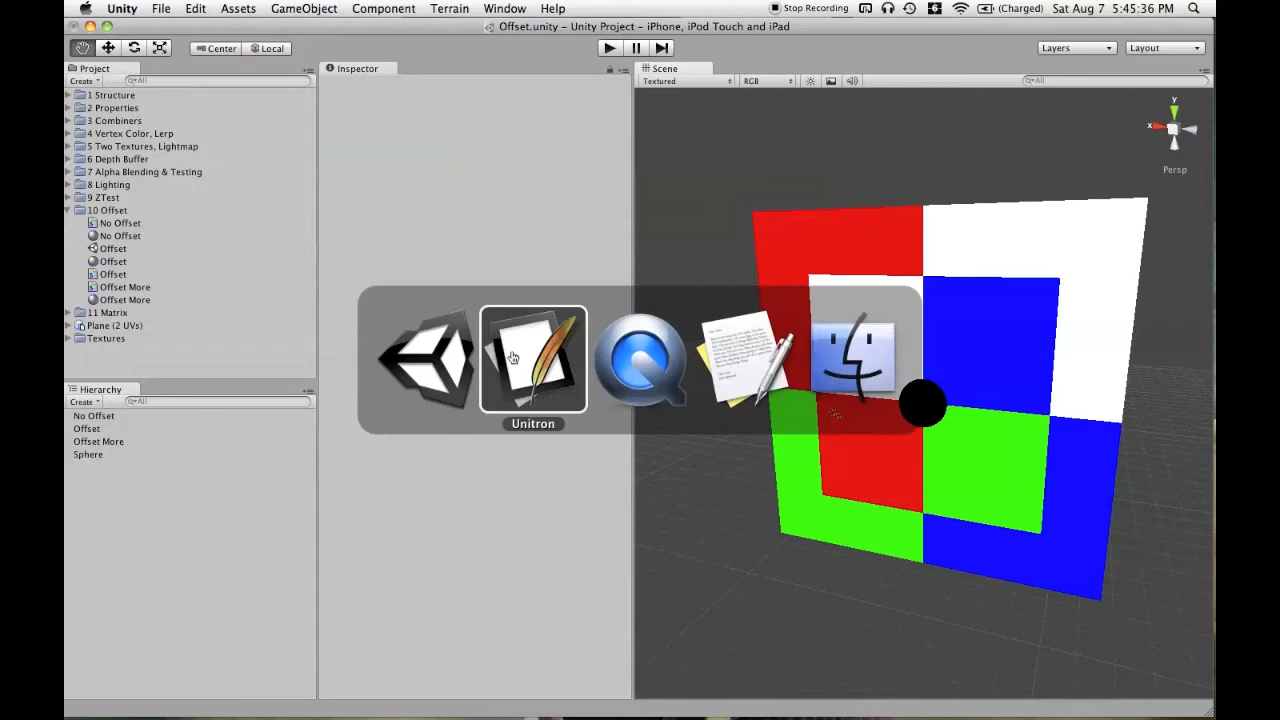 Unity File Edit Assets GameObject Component Terrain Window Help Stop Recording 6 (Charged) Sat Aug 7 5:45:36 PM
Offset.unity – Unity Project – iPhone, iPod Touch and iPad
Center Local Layers Layout
Project Inspector Scene
Create All Textured RGB All
1 Structure
2 Properties
3 Combiners
4 Vertex Color, Lerp
5 Two Textures, Lightmap
6 Depth Buffer
7 Alpha Blending & Testing
8 Lighting
9 ZTest
10 Offset
No Offset
No Offset
Offset
Offset
Offset
Offset More
Offset More
11 Matrix
Plane (2 UVs)
Textures
Hierarchy
Create All
No Offset
Offset
Offset More
Sphere
Unitron
y
x
Persp